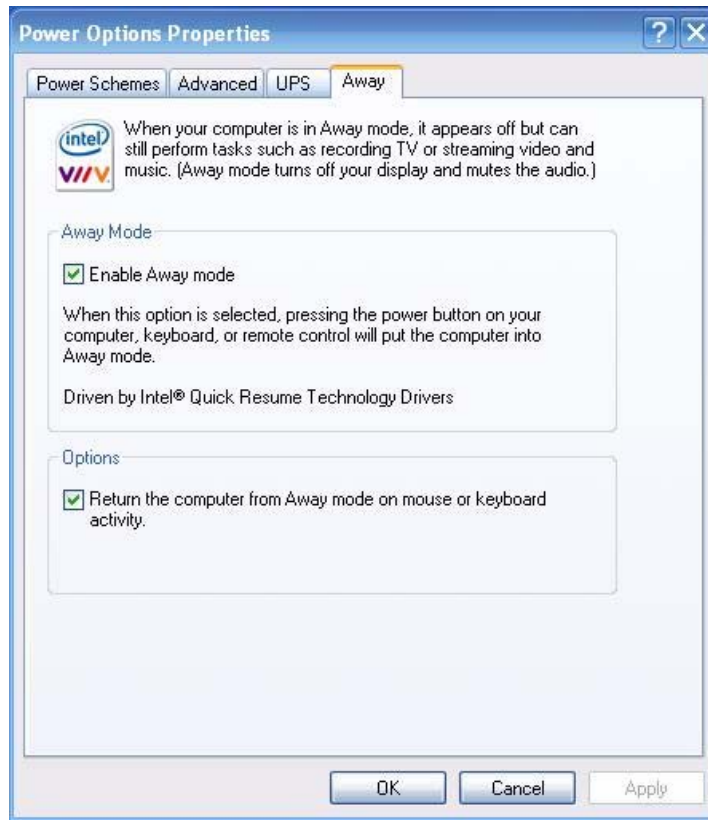 Power Options Properties
Power Schemes Advanced UPS Away
intel
VIIV
When your computer is in Away mode, it appears off but can
still perform tasks such as recording TV or streaming video and
music. (Away mode turns off your display and mutes the audio.)
Away Mode
Enable Away mode
When this option is selected, pressing the power button on your
computer, keyboard, or remote control will put the computer into
Away mode.
Driven by Intel® Quick Resume Technology Drivers
Options
Return the computer from Away mode on mouse or keyboard
activity.
OK Cancel Apply